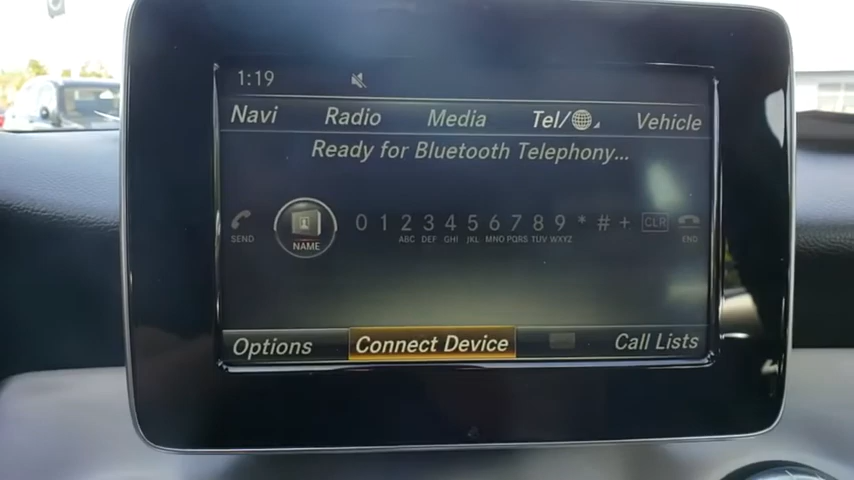 1:19
Navi Radio Media Tel/ Vehicle
Ready for Bluetooth Telephony...
SEND NAME 0 1 2 3 4 5 6 7 8 9 * # + CLR END
ABC DEF GHI JKL MNO PQRS TUV WXYZ
Options Connect Device Call Lists